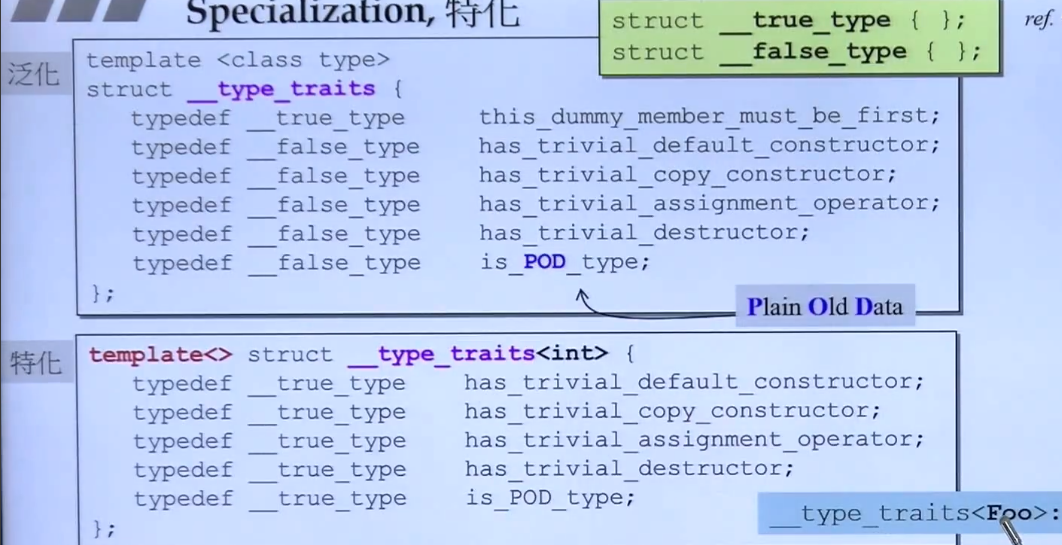 Specialization, 特化
struct __true_type { };
struct __false_type { };
ref.
泛化
template <class type>
struct __type_traits {
typedef __true_type this_dummy_member_must_be_first;
typedef __false_type has_trivial_default_constructor;
typedef __false_type has_trivial_copy_constructor;
typedef __false_type has_trivial_assignment_operator;
typedef __false_type has_trivial_destructor;
typedef __false_type is_POD_type;
};
Plain Old Data
特化
template<> struct __type_traits<int> {
typedef __true_type has_trivial_default_constructor;
typedef __true_type has_trivial_copy_constructor;
typedef __true_type has_trivial_assignment_operator;
typedef __true_type has_trivial_destructor;
typedef __true_type is_POD_type;
};
__type_traits<Foo>: